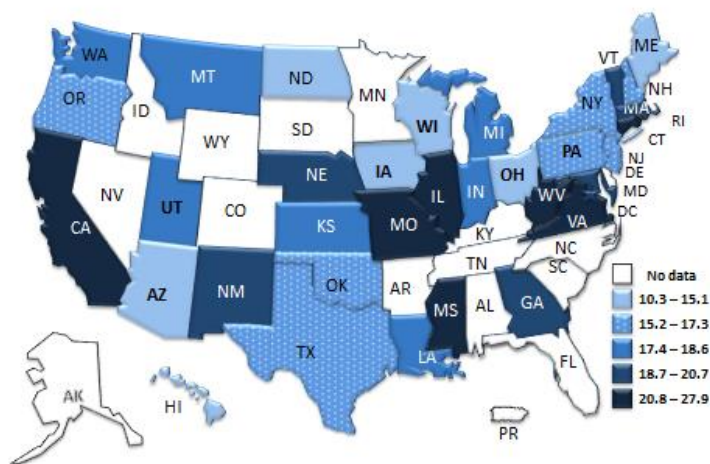 WA
MT
ND
MN
VT
ME
OR
ID
SD
WI
MI
NY
NH
MA
RI
CT
WY
NE
IA
PA
NJ
DE
MD
DC
NV
UT
CO
KS
MO
IL
IN
OH
WV
VA
KY
CA
AZ
NM
OK
AR
TN
NC
SC
MS
AL
GA
TX
LA
FL
AK
HI
PR
No data
10.3 – 15.1
15.2 – 17.3
17.4 – 18.6
18.7 – 20.7
20.8 – 27.9